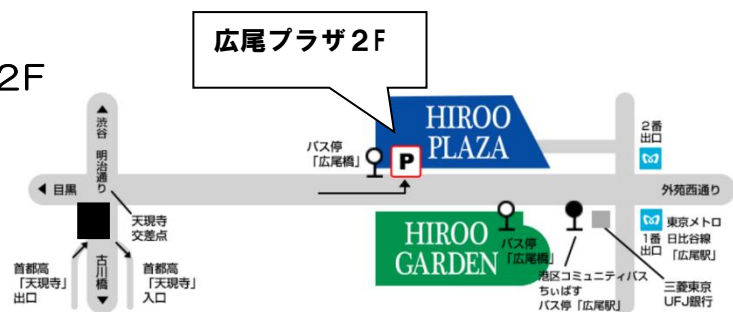 広尾プラザ2F
2F
▲
渋谷
明治通り
◀ 目黒
天現寺
交差点
首都高
「天現寺」
出口
古川橋
▼
首都高
「天現寺」
入口
バス停
「広尾橋」
P
HIROO
PLAZA
2番
出口
外苑西通り
HIROO
GARDEN
バス停
「広尾橋」
港区コミュニティバス
ちぃばす
バス停「広尾駅」
1番
出口
東京メトロ
日比谷線
「広尾駅」
三菱東京
UFJ銀行